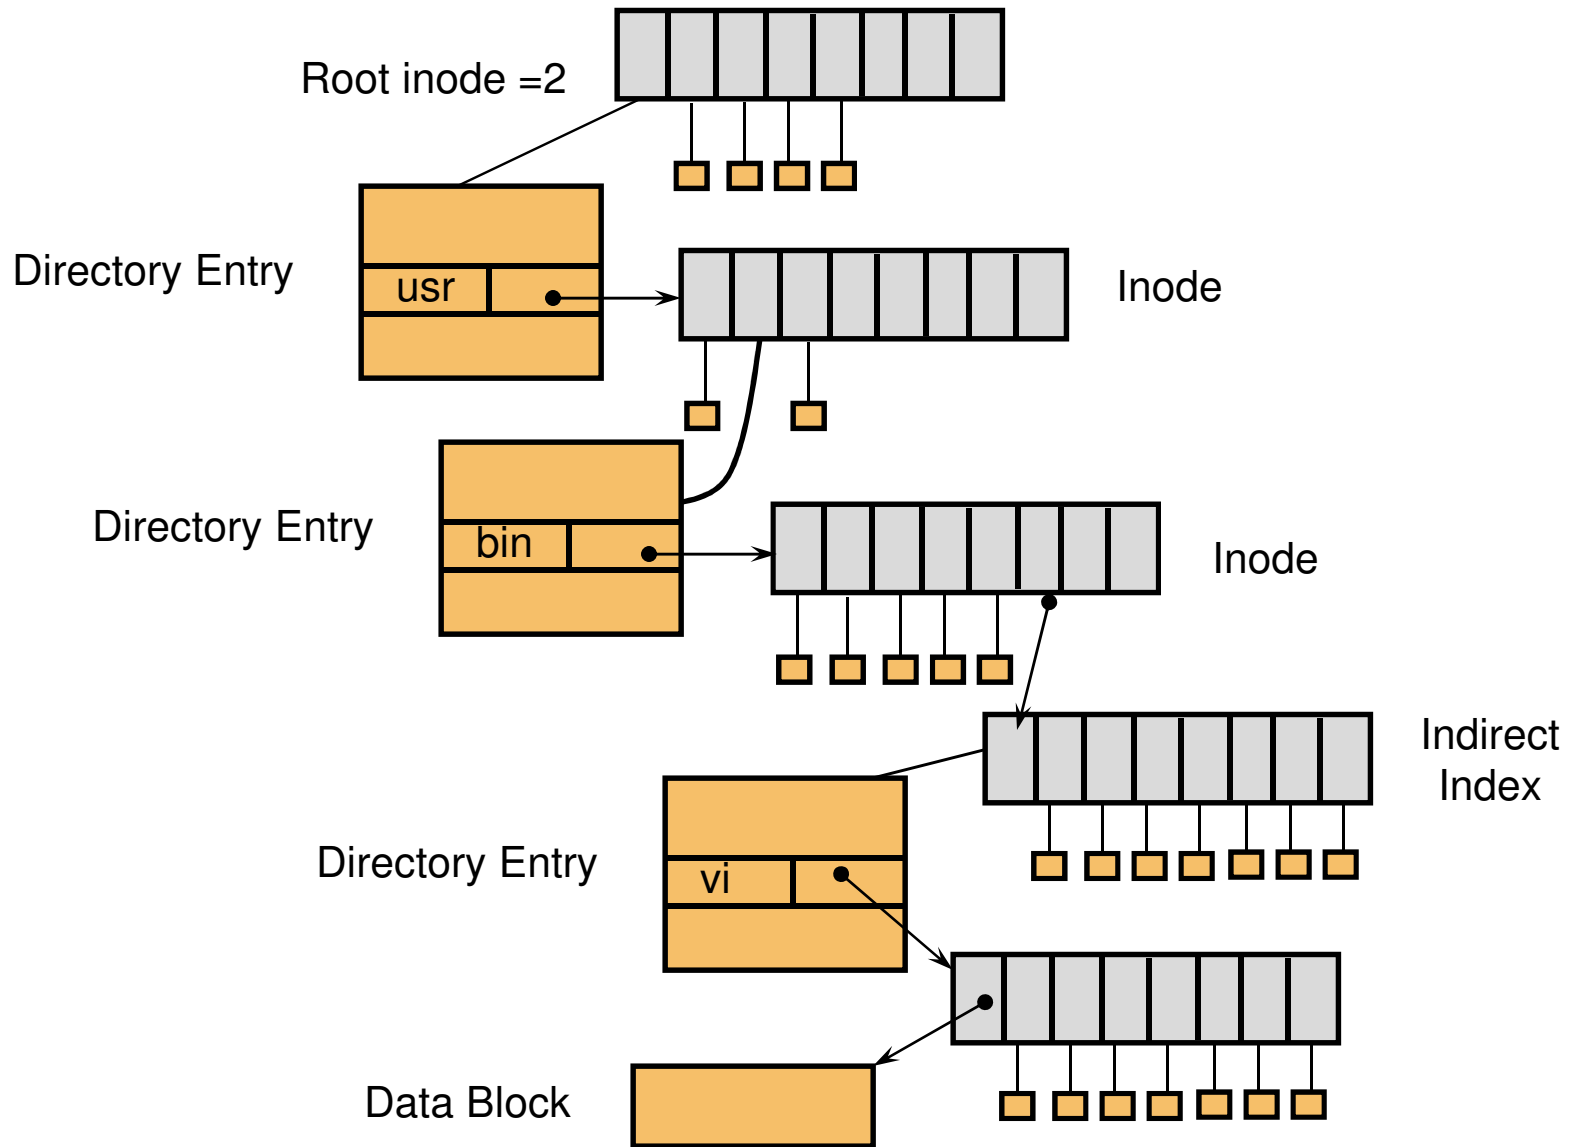 Root inode =2
Directory Entry
usr
Inode
Directory Entry
bin
Inode
Indirect
Index
Directory Entry
vi
Data Block